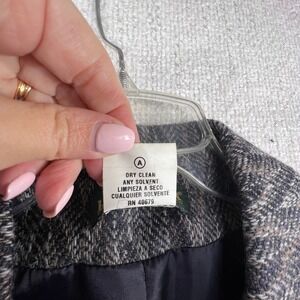 A
DRY CLEAN
ANY SOLVENT
LIMPIEZA A SECO
CUALQUIER SOLVENTE
RN 40679